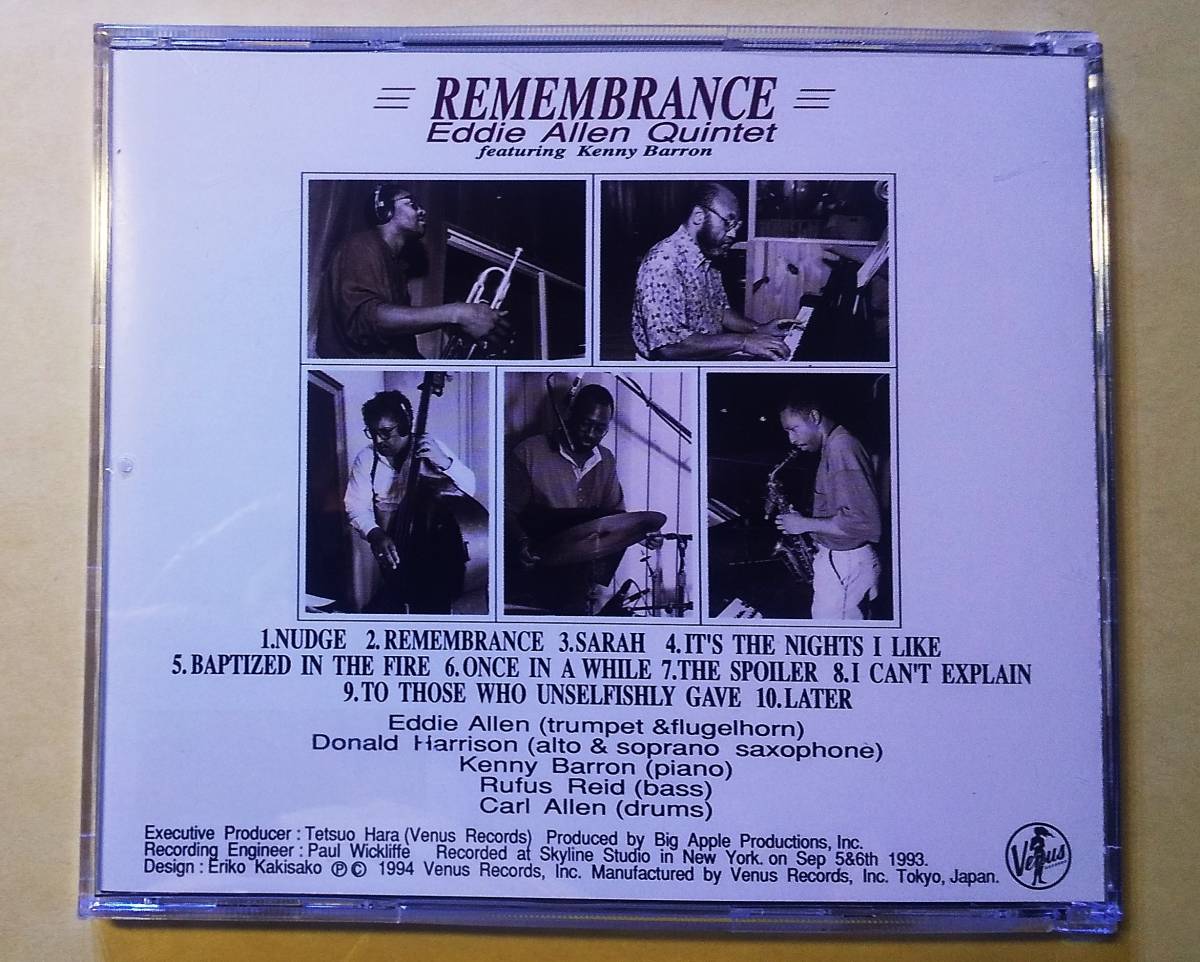 REMEMBRANCE
Eddie Allen Quintet
featuring Kenny Barron
1.NUDGE 2.REMEMBRANCE 3.SARAH 4.IT'S THE NIGHTS I LIKE
5.BAPTIZED IN THE FIRE 6.ONCE IN A WHILE 7.THE SPOILER 8.I CAN'T EXPLAIN
9.TO THOSE WHO UNSELFISHLY GAVE 10.LATER
Eddie Allen (trumpet &flugelhorn)
Donald Harrison (alto & soprano saxophone)
Kenny Barron (piano)
Rufus Reid (bass)
Carl Allen (drums)
Executive Producer : Tetsuo Hara (Venus Records) Produced by Big Apple Productions, Inc.
Recording Engineer : Paul Wickliffe Recorded at Skyline Studio in New York. on Sep 5&6th 1993.
Design : Eriko Kakisako ℗© 1994 Venus Records, Inc. Manufactured by Venus Records, Inc. Tokyo, Japan.
Venus